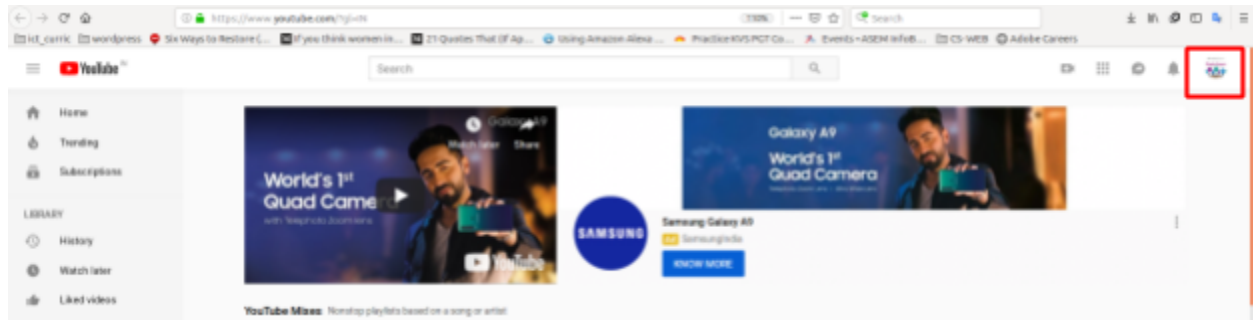 https://www.youtube.com/?gl=IN 110% Search
ict_curric wordpress Six Ways to Restore (... If you think women in... 21 Quotes That (If Ap... Using Amazon Alexa ... Practice KVS PGT Co... Events - ASEM InfoB... CS-WEB Adobe Careers
YouTube IN Search
Home
Trending
Subscriptions
LIBRARY
History
Watch later
Liked videos
Galaxy A9
Watch later Share
World's 1st
Quad Camera
with Telephoto Zoom lens
YouTube
Galaxy A9
World's 1st
Quad Camera
SAMSUNG
Samsung Galaxy A9
Ad SamsungIndia
KNOW MORE
YouTube Mixes Nonstop playlists based on a song or artist